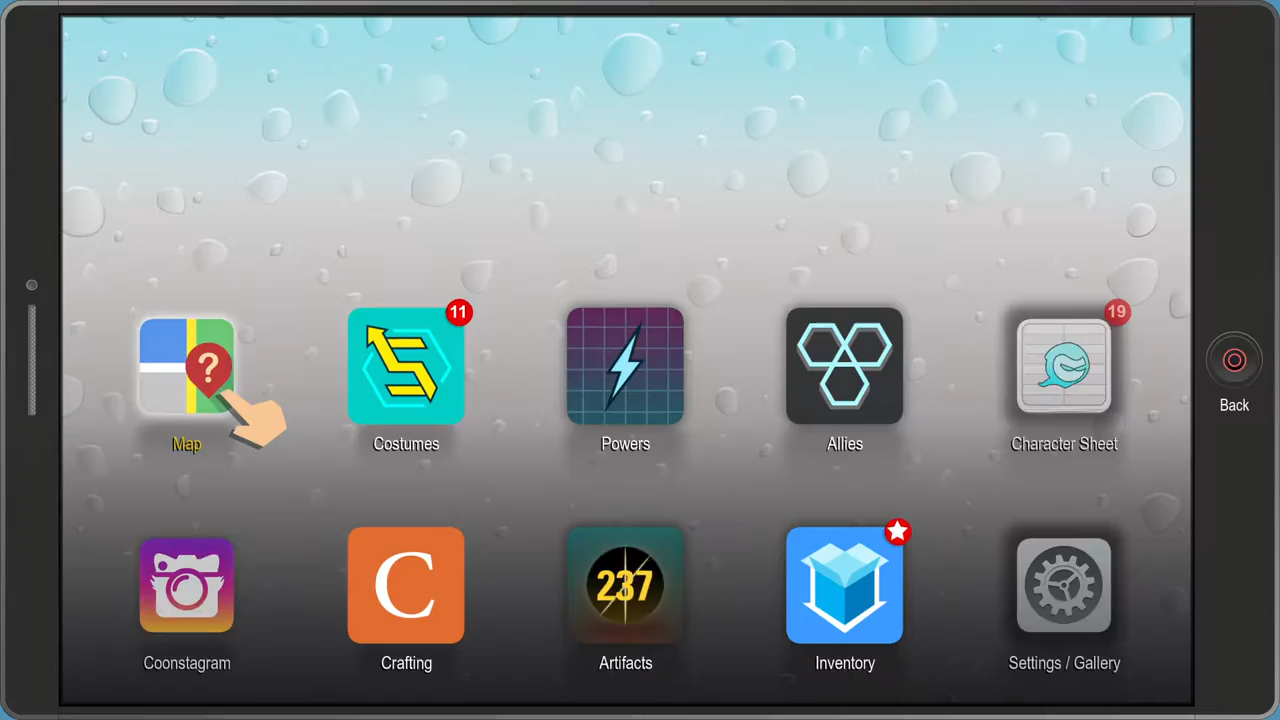 11
19
?
Back
Map
Costumes
Powers
Allies
Character Sheet
C
237
Coonstagram
Crafting
Artifacts
Inventory
Settings / Gallery